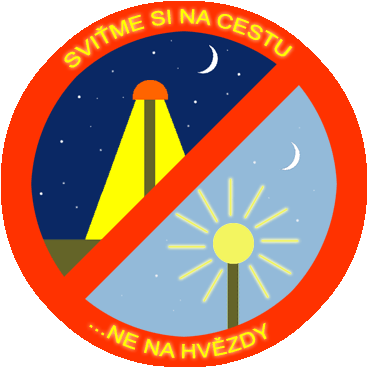 SVIŤME SI NA CESTU
...NE NA HVĚZDY